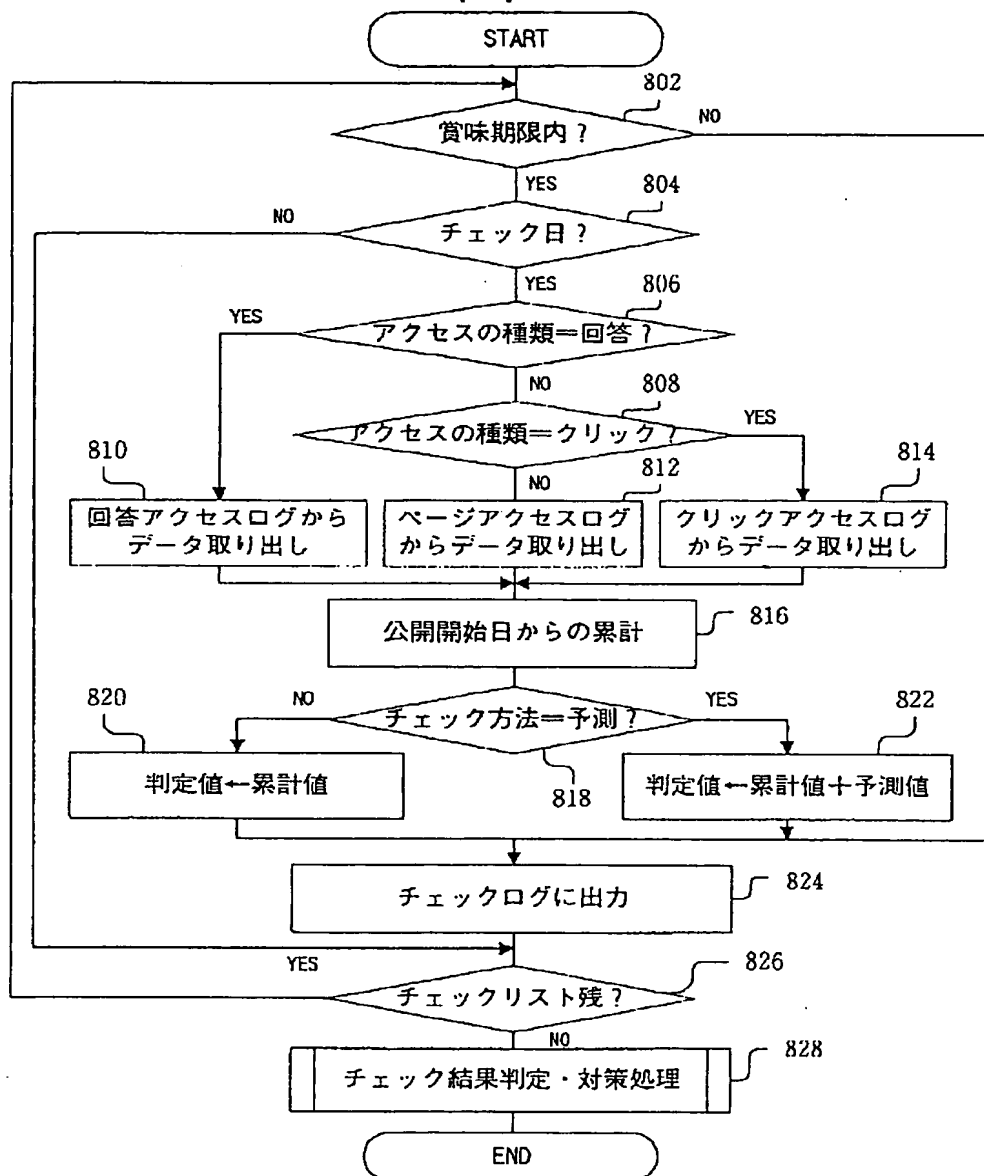 START
802
賞味期限内？
NO
YES
804
NO
チェック日？
YES
806
YES
アクセスの種類＝回答？
NO
808
アクセスの種類＝クリック？
YES
810
NO
812
814
回答アクセスログから
データ取り出し
ページアクセスログ
からデータ取り出し
クリックアクセスログ
からデータ取り出し
公開開始日からの累計
816
820
NO
チェック方法＝予測？
YES
822
818
判定値←累計値
判定値←累計値＋予測値
チェックログに出力
824
YES
826
チェックリスト残？
NO
828
チェック結果判定・対策処理
END